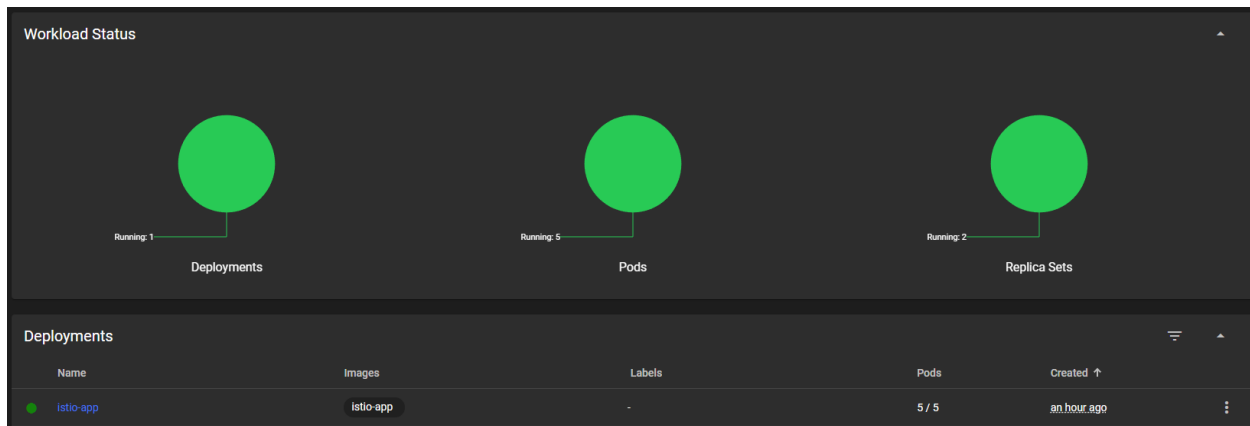 Workload Status
Running: 1
Running: 5
Running: 2
Deployments
Pods
Replica Sets
Deployments
Name Images Labels Pods Created ↑
istio-app istio-app - 5 / 5 an hour ago